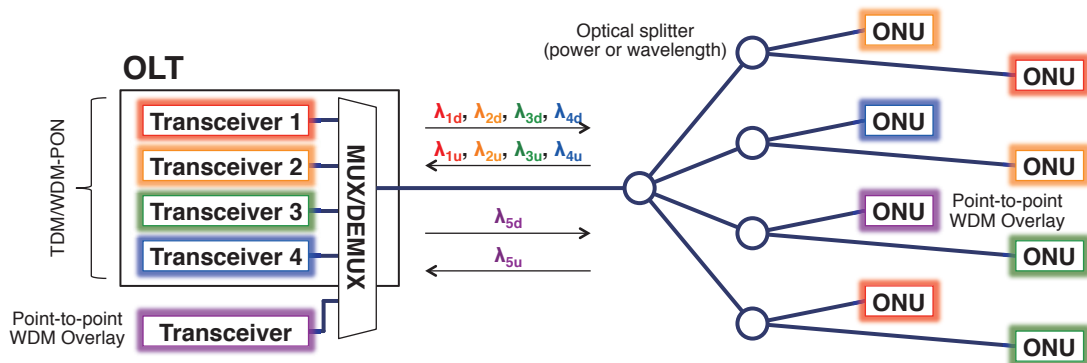 Optical splitter
(power or wavelength)
ONU
ONU
OLT
TDM/WDM-PON
Transceiver 1
Transceiver 2
Transceiver 3
Transceiver 4
MUX/DEMUX
λ1d, λ2d, λ3d, λ4d
λ1u, λ2u, λ3u, λ4u
λ5d
λ5u
ONU
ONU
ONU
Point-to-point
WDM Overlay
ONU
ONU
ONU
Point-to-point
WDM Overlay
Transceiver